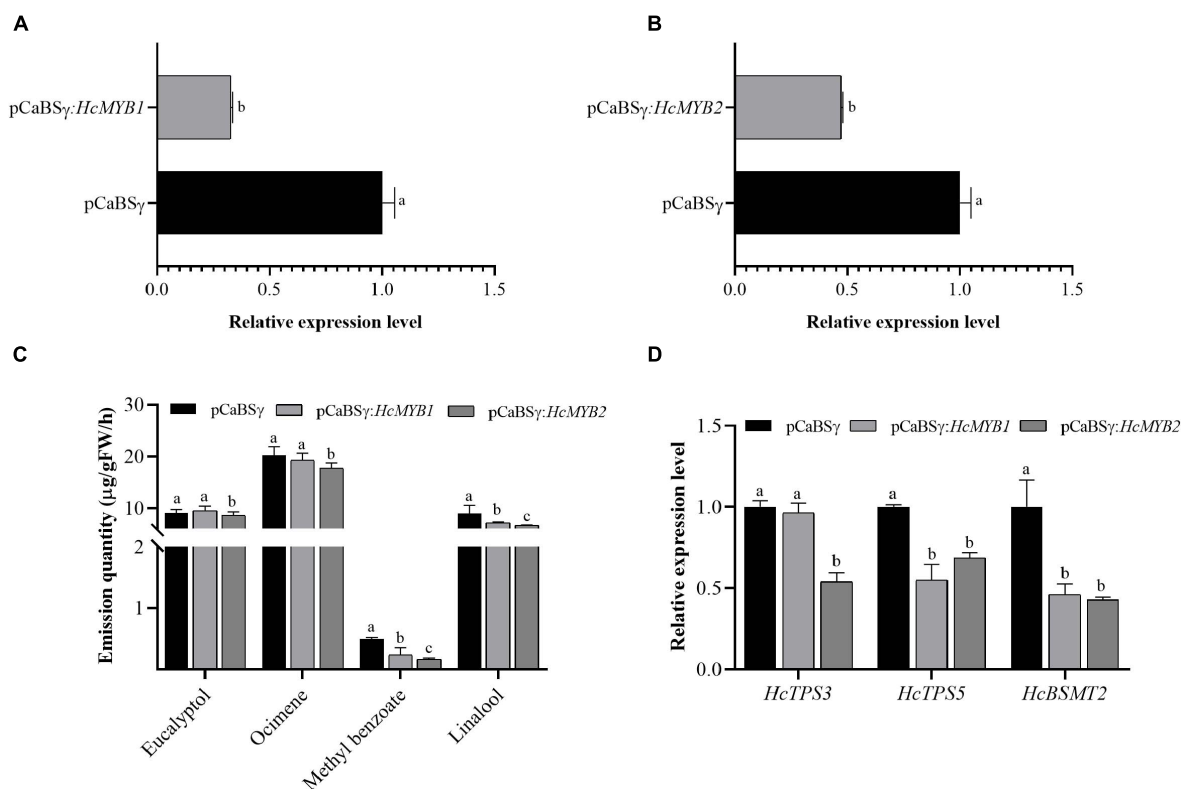 A
pCaBSγ:HcMYB1
b
pCaBSγ
a
0.0 0.5 1.0 1.5
Relative expression level
B
pCaBSγ:HcMYB2
b
pCaBSγ
a
0.0 0.5 1.0 1.5
Relative expression level
C
Emission quantity (μg/gFW/h)
30
20
10
2
1
pCaBSγ pCaBSγ:HcMYB1 pCaBSγ:HcMYB2
a a b
a a b
a b c
a b c
Eucalyptol
Ocimene
Methyl benzoate
Linalool
D
Relative expression level
1.5
1.0
0.5
0.0
pCaBSγ pCaBSγ:HcMYB1 pCaBSγ:HcMYB2
a a b
a b b
a b b
HcTPS3 HcTPS5 HcBSMT2